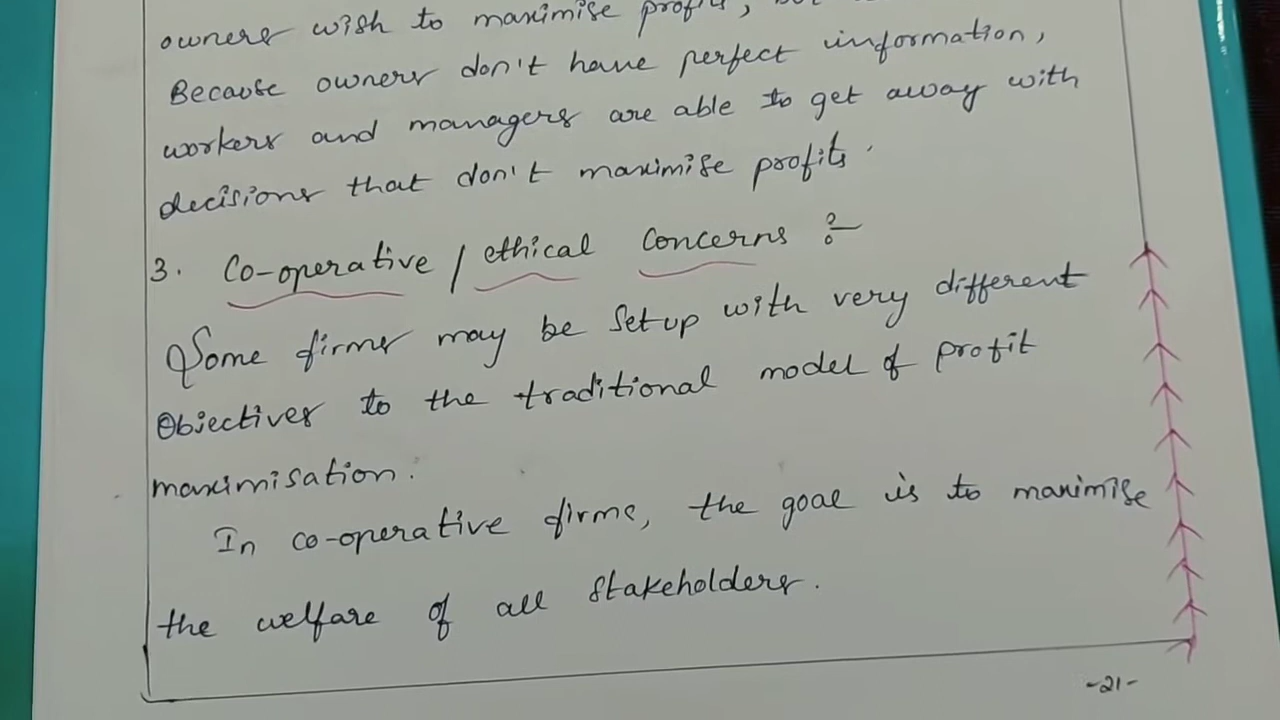 owners wish to maximise profits,
Because owners don't have perfect information,
workers and managers are able to get away with
decisions that don't maximise profits.
3. Co-operative / ethical Concerns :-
Some firms may be Set up with very different
Objectives to the traditional model of profit
maximisation.
In co-operative firms, the goal is to maximise
the welfare of all Stakeholders.
-21-